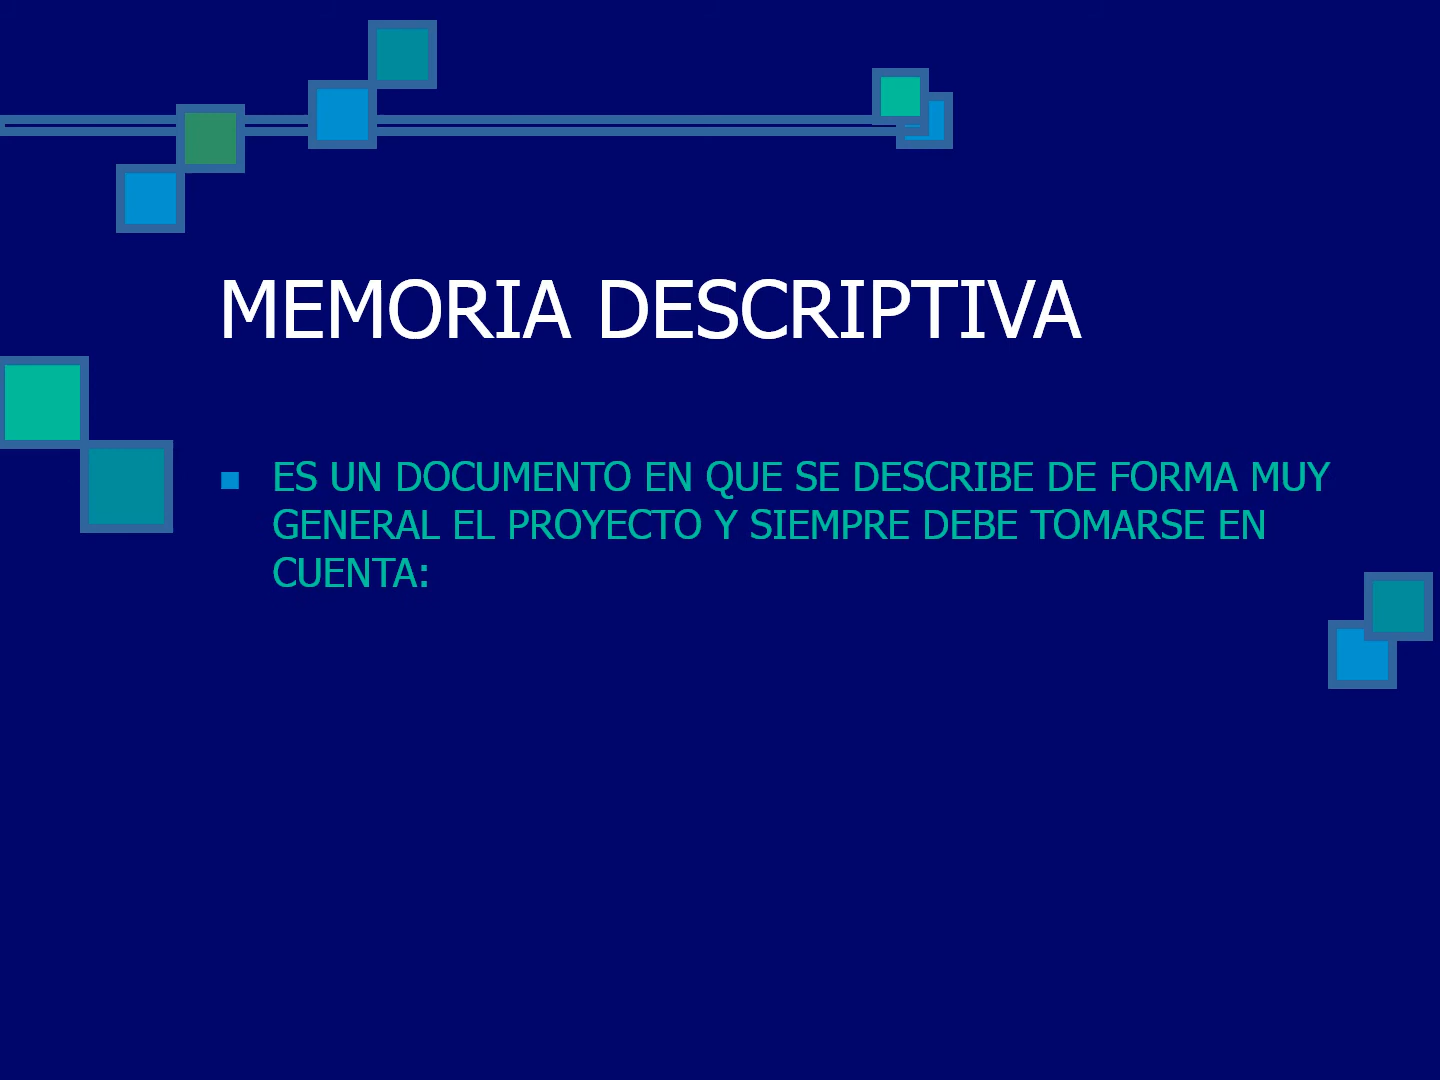 MEMORIA DESCRIPTIVA
ES UN DOCUMENTO EN QUE SE DESCRIBE DE FORMA MUY
GENERAL EL PROYECTO Y SIEMPRE DEBE TOMARSE EN
CUENTA: